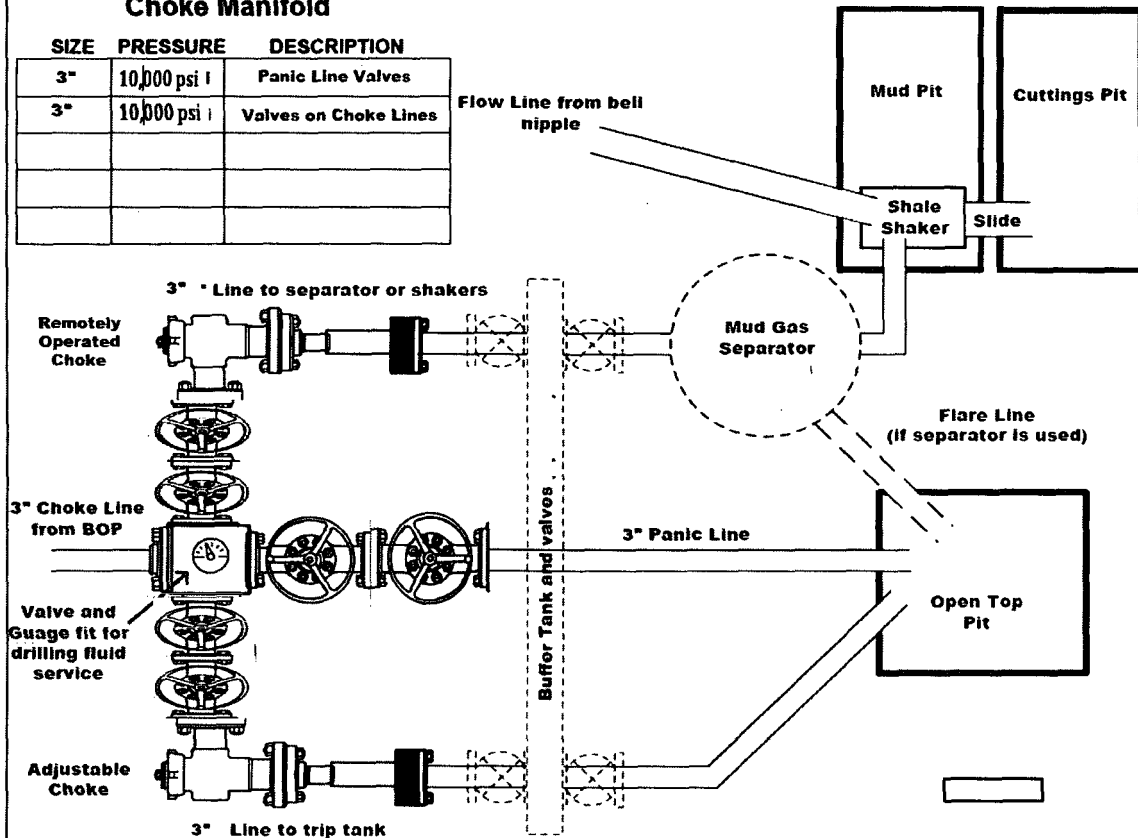 Choke Manifold
SIZE PRESSURE DESCRIPTION
3" 10,000 psi Panic Line Valves
3" 10,000 psi Valves on Choke Lines
Flow Line from bell
nipple
Mud Pit
Cuttings Pit
Shale
Shaker
Slide
3" Line to separator or shakers
Remotely
Operated
Choke
Mud Gas
Separator
Flare Line
(if separator is used)
3" Choke Line
from BOP
3" Panic Line
Buffor Tank and valves
Valve and
Guage fit for
drilling fluid
service
Open Top
Pit
Adjustable
Choke
3" Line to trip tank